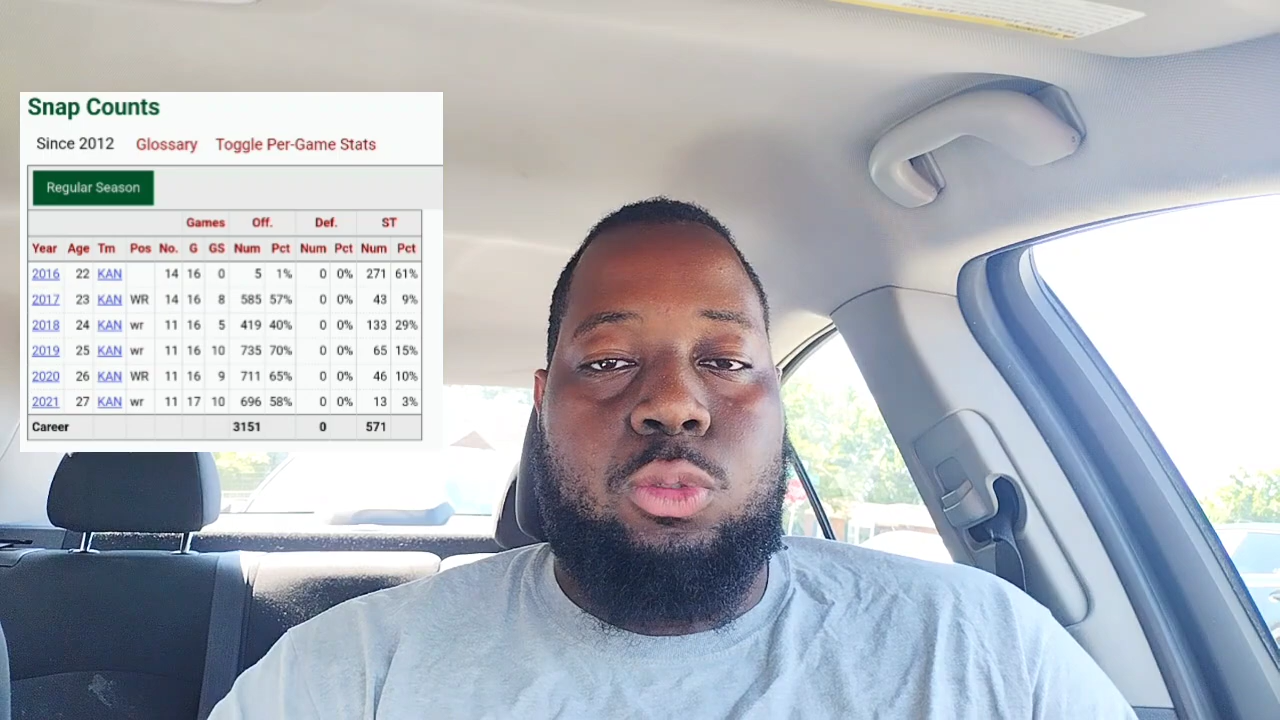 Snap Counts
Since 2012 Glossary Toggle Per-Game Stats
Regular Season
Games Off. Def. ST
Year Age Tm Pos No. G GS Num Pct Num Pct Num Pct
2016 22 KAN 14 16 0 5 1% 0 0% 271 61%
2017 23 KAN WR 14 16 8 585 57% 0 0% 43 9%
2018 24 KAN wr 11 16 5 419 40% 0 0% 133 29%
2019 25 KAN wr 11 16 10 735 70% 0 0% 65 15%
2020 26 KAN WR 11 16 9 711 65% 0 0% 46 10%
2021 27 KAN wr 11 17 10 696 58% 0 0% 13 3%
Career 3151 0 571